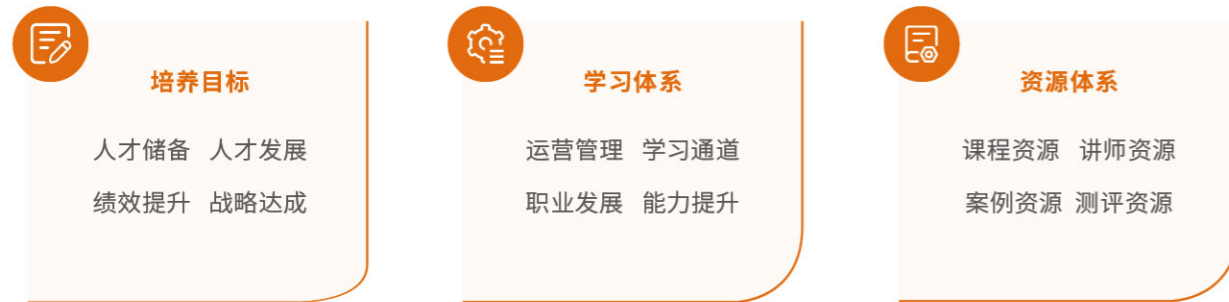 培养目标
人才储备 人才发展
绩效提升 战略达成
学习体系
运营管理 学习通道
职业发展 能力提升
资源体系
课程资源 讲师资源
案例资源 测评资源